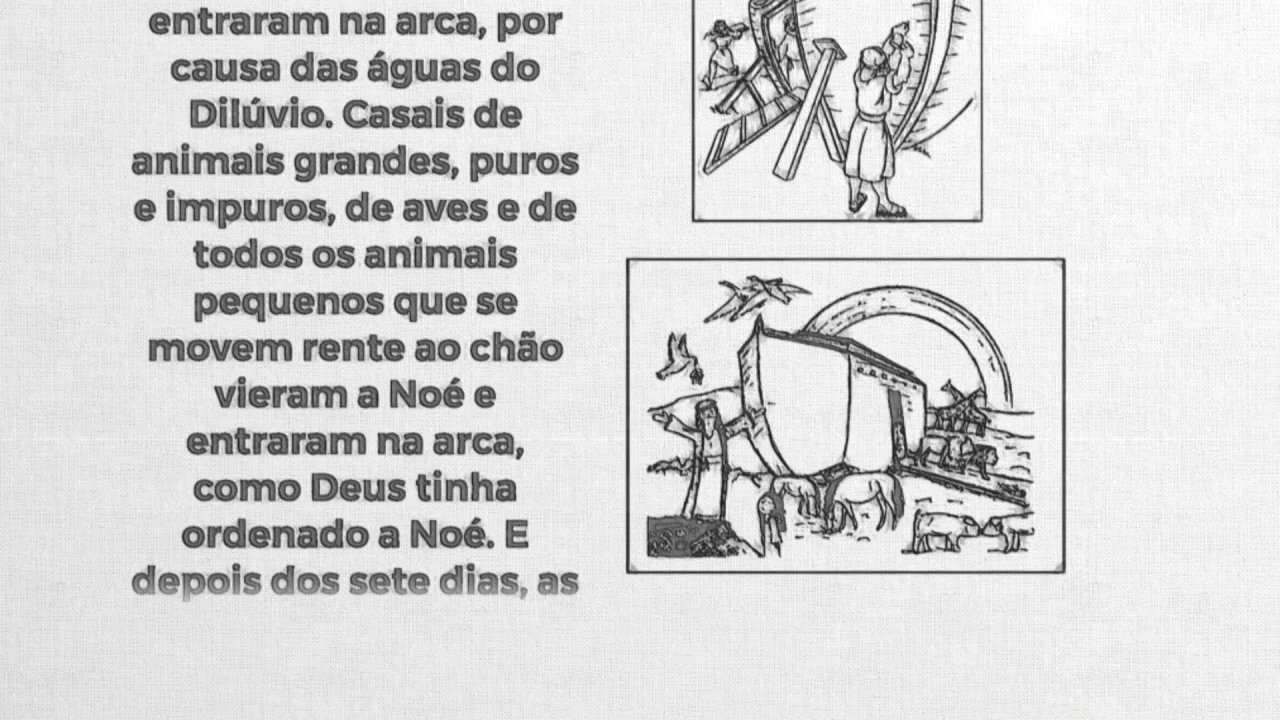 entraram na arca, por
causa das águas do
Dilúvio. Casais de
animais grandes, puros
e impuros, de aves e de
todos os animais
pequenos que se
movem rente ao chão
vieram a Noé e
entraram na arca,
como Deus tinha
ordenado a Noé. E
depois dos sete dias, as